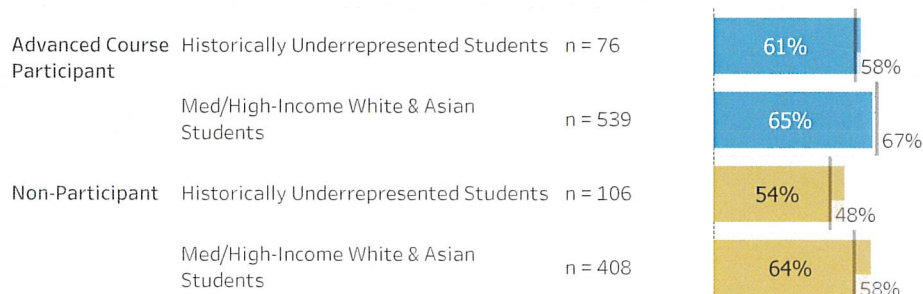 Advanced Course Participant Historically Underrepresented Students n = 76 61% 58%
Med/High-Income White & Asian Students n = 539 65% 67%
Non-Participant Historically Underrepresented Students n = 106 54% 48%
Med/High-Income White & Asian Students n = 408 64% 58%